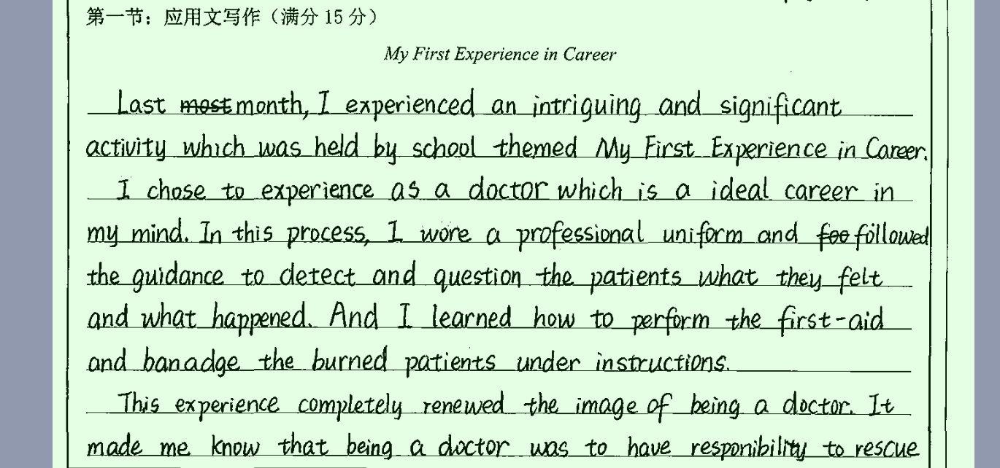 第一节：应用文写作（满分 15 分）
My First Experience in Career
Last most month, I experienced an intriguing and significant
activity which was held by school themed My First Experience in Career.
I chose to experience as a doctor which is a ideal career in
my mind. In this process, I wore a professional uniform and foo followed
the guidance to detect and question the patients what they felt
and what happened. And I learned how to perform the first-aid
and banadge the burned patients under instructions.
This experience completely renewed the image of being a doctor. It
made me know that being a doctor was to have responibility to rescue